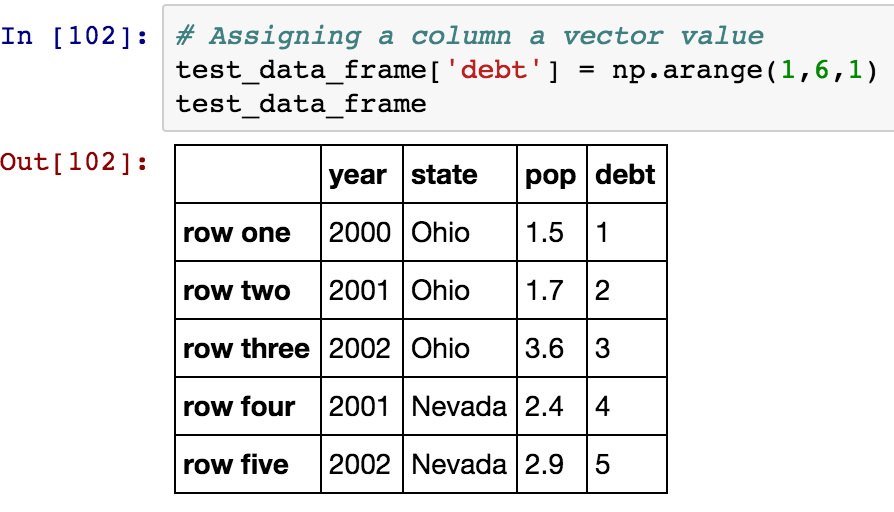 In [102]: # Assigning a column a vector value
test_data_frame['debt'] = np.arange(1,6,1)
test_data_frame
Out[102]:
year state pop debt
row one 2000 Ohio 1.5 1
row two 2001 Ohio 1.7 2
row three 2002 Ohio 3.6 3
row four 2001 Nevada 2.4 4
row five 2002 Nevada 2.9 5